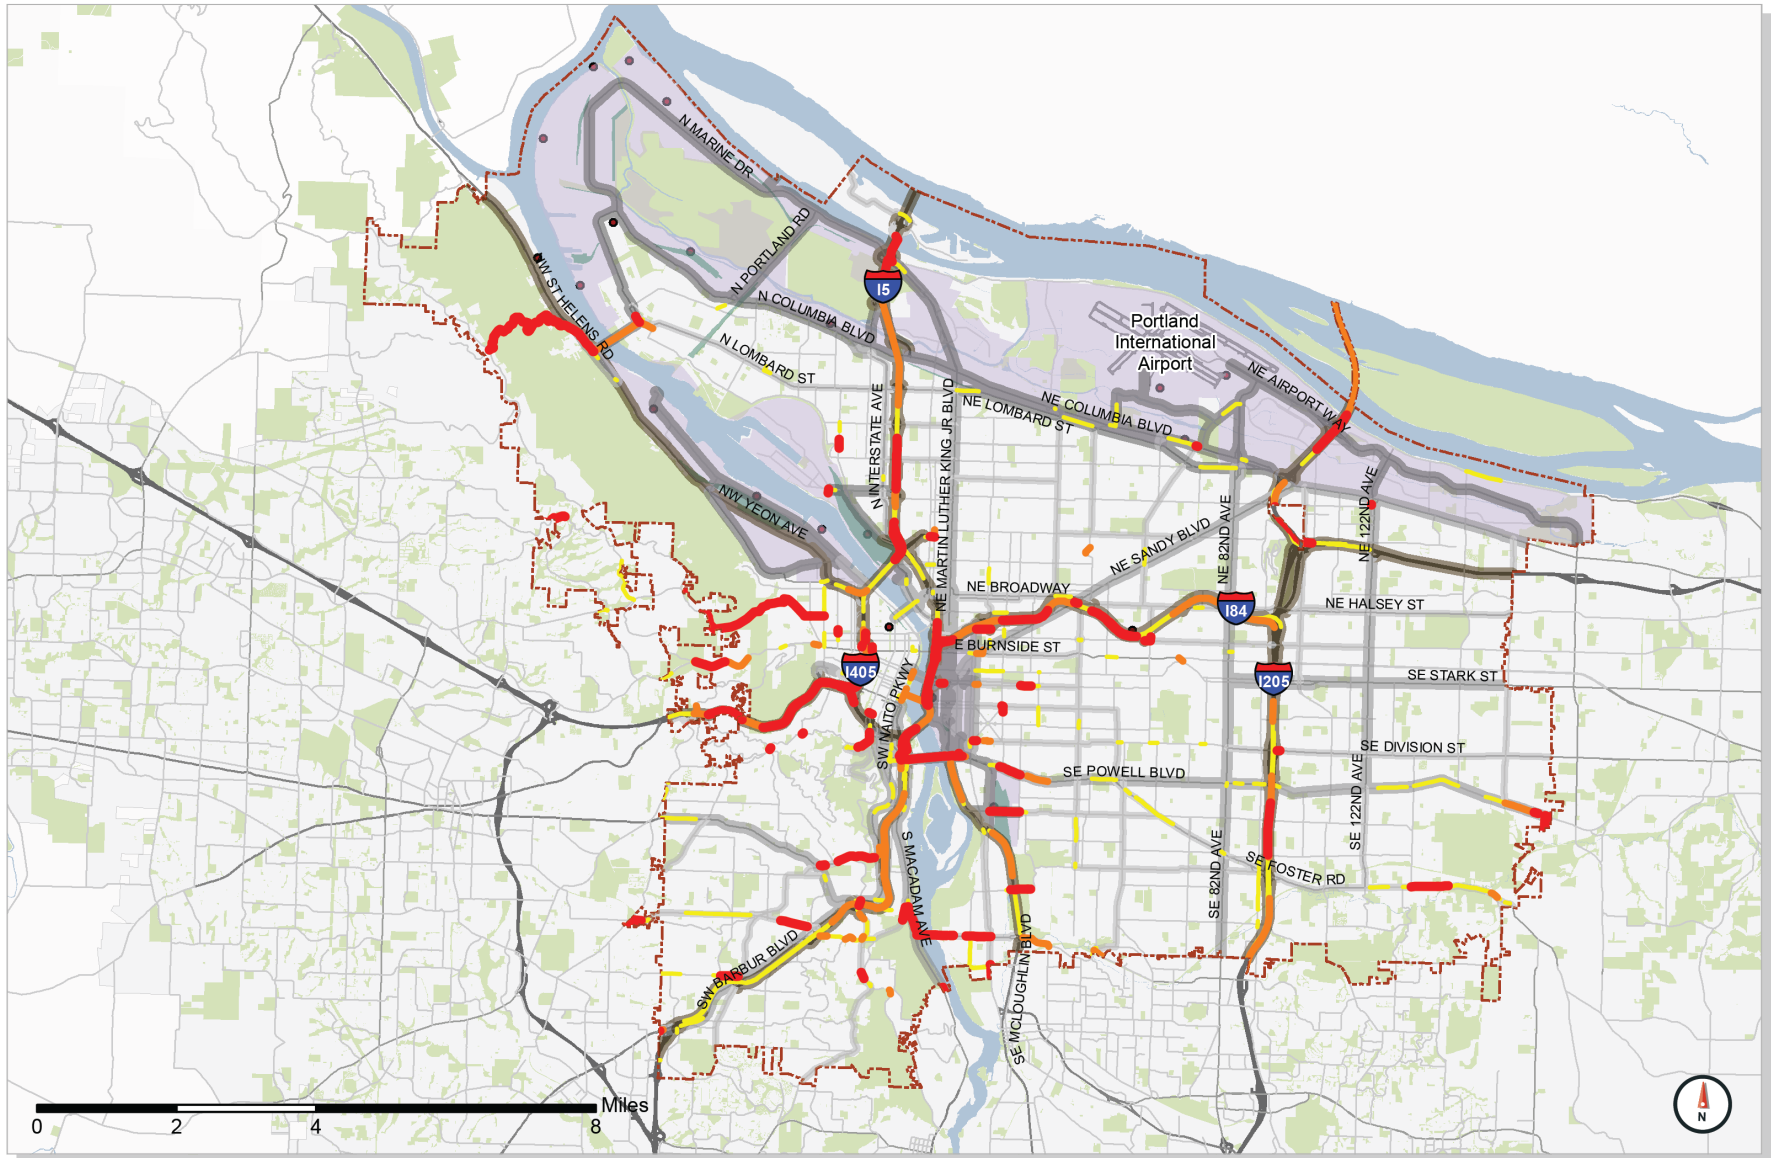 N MARINE DR
N PORTLAND RD
NW ST HELENS RD
I5
N COLUMBIA BLVD
Portland
International
Airport
N LOMBARD ST
NE AIRPORT WAY
N INTERSTATE AVE
NE MARTIN LUTHER KING JR BLVD
NE COLUMBIA BLVD
NE LOMBARD ST
NW YEON AVE
NE 82ND AVE
NE 122ND AVE
NE SANDY BLVD
NE BROADWAY
I84
NE HALSEY ST
E BURNSIDE ST
I405
I205
SE STARK ST
SW NAITO PKWY
SE DIVISION ST
SE POWELL BLVD
SE 122ND AVE
S MACADAM AVE
SE 82ND AVE
SE FOSTER RD
SW BARBUR BLVD
SE MCLOUGHLIN BLVD
Miles
0 2 4 8
N